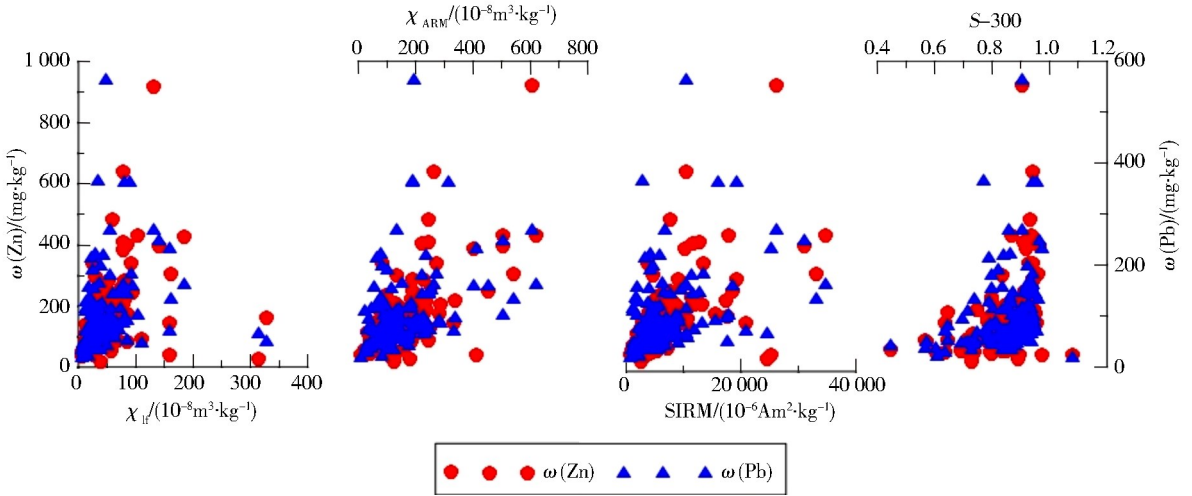 χARM/(10⁻⁸m³·kg⁻¹)
S-300
0 200 400 600 800
0.4 0.6 0.8 1.0 1.2
1 000
800
600
400
200
0
ω(Zn)/(mg·kg⁻¹)
600
400
200
0
ω(Pb)/(mg·kg⁻¹)
0 100 200 300 400
0 20 000 40 000
χlf/(10⁻⁸m³·kg⁻¹)
SIRM/(10⁻⁶Am²·kg⁻¹)
ω(Zn) ω(Pb)